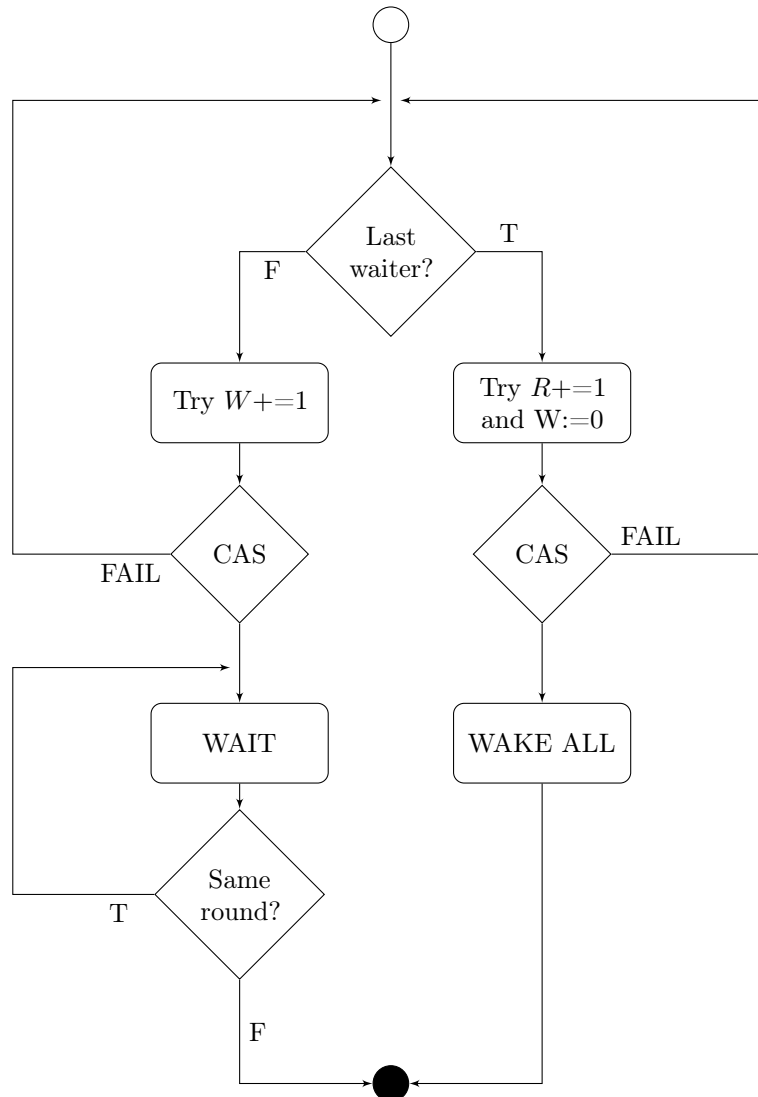 Last
waiter?
T
F
Try W+=1
Try R+=1
and W:=0
CAS
CAS
FAIL
FAIL
WAIT
WAKE ALL
Same
round?
T
F